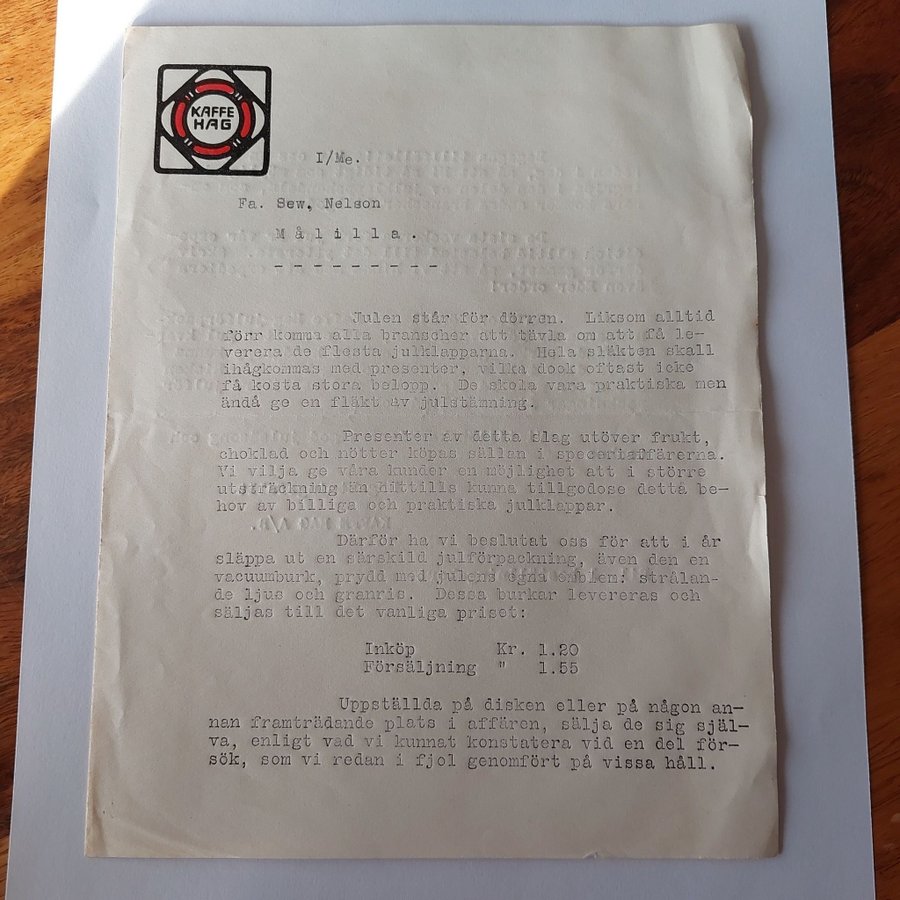 KAFFE
HAG
I/Me.
Fa. Sew, Nelson
Målilla.
- - - - - - - - -
Julen står för dörren. Liksom alltid
förr komma alla branscher att tävla om att få le-
verera de flesta julklapparna. Hela släkten skall
ihågkommas med presenter, vilka dock oftast icke
få kosta stora belopp. De skola vara praktiska men
ändå ge en fläkt av julstämning.
Presenter av detta slag utöver frukt,
choklad och nötter köpas sällan i speceriaffärerna.
Vi vilja ge våra kunder en möjlighet att i större
utsträckning än hittills kunna tillgodose detta be-
hov av billiga och praktiska julklappar.
Därför ha vi beslutat oss för att i år
släppa ut en särskild julförpackning, även den en
vacuumburk, prydd med julens egna emblem: strålan-
de ljus och granris. Dessa burkar levereras och
säljas till det vanliga priset:
Inköp Kr. 1.20
Försäljning " 1.55
Uppställda på disken eller på någon an-
nan framträdande plats i affären, sälja de sig själ-
va, enligt vad vi kunnat konstatera vid en del för-
sök, som vi redan i fjol genomfört på vissa håll.